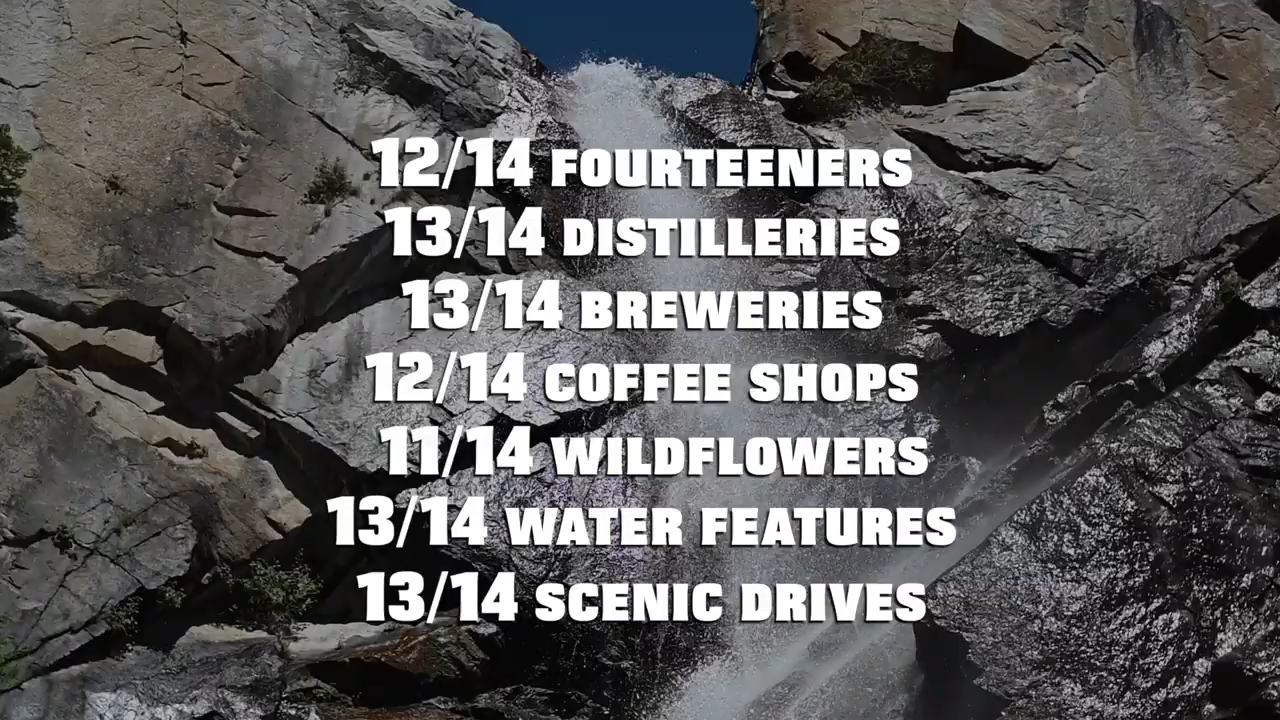 12/14 FOURTEENERS
13/14 DISTILLERIES
13/14 BREWERIES
12/14 COFFEE SHOPS
11/14 WILDFLOWERS
13/14 WATER FEATURES
13/14 SCENIC DRIVES